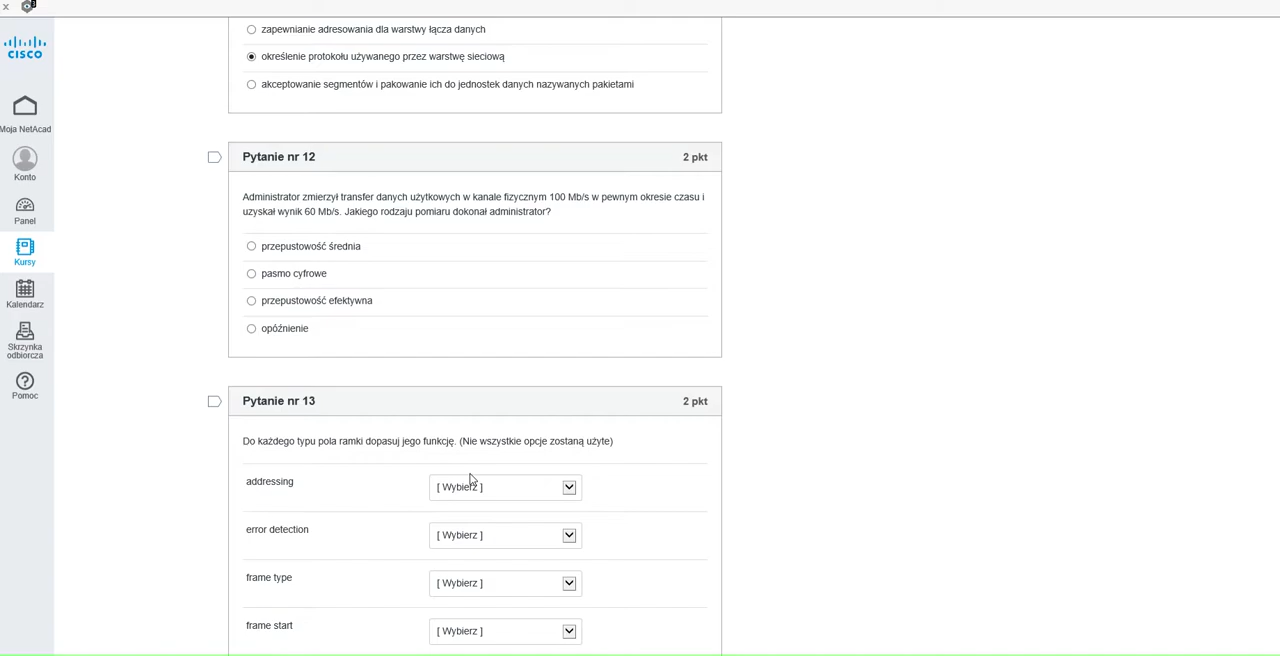 x
3
zapewnianie adresowania dla warstwy łącza danych
określenie protokołu używanego przez warstwę sieciową
akceptowanie segmentów i pakowanie ich do jednostek danych nazywanych pakietami
CISCO
Moja NetAcad
Konto
Panel
Kursy
Kalendarz
Skrzynka
odbiorcza
Pomoc
Pytanie nr 12 2 pkt
Administrator zmierzył transfer danych użytkowych w kanale fizycznym 100 Mb/s w pewnym okresie czasu i
uzyskał wynik 60 Mb/s. Jakiego rodzaju pomiaru dokonał administrator?
przepustowość średnia
pasmo cyfrowe
przepustowość efektywna
opóźnienie
Pytanie nr 13 2 pkt
Do każdego typu pola ramki dopasuj jego funkcję. (Nie wszystkie opcje zostaną użyte)
addressing [ Wybierz ]
error detection [ Wybierz ]
frame type [ Wybierz ]
frame start [ Wybierz ]